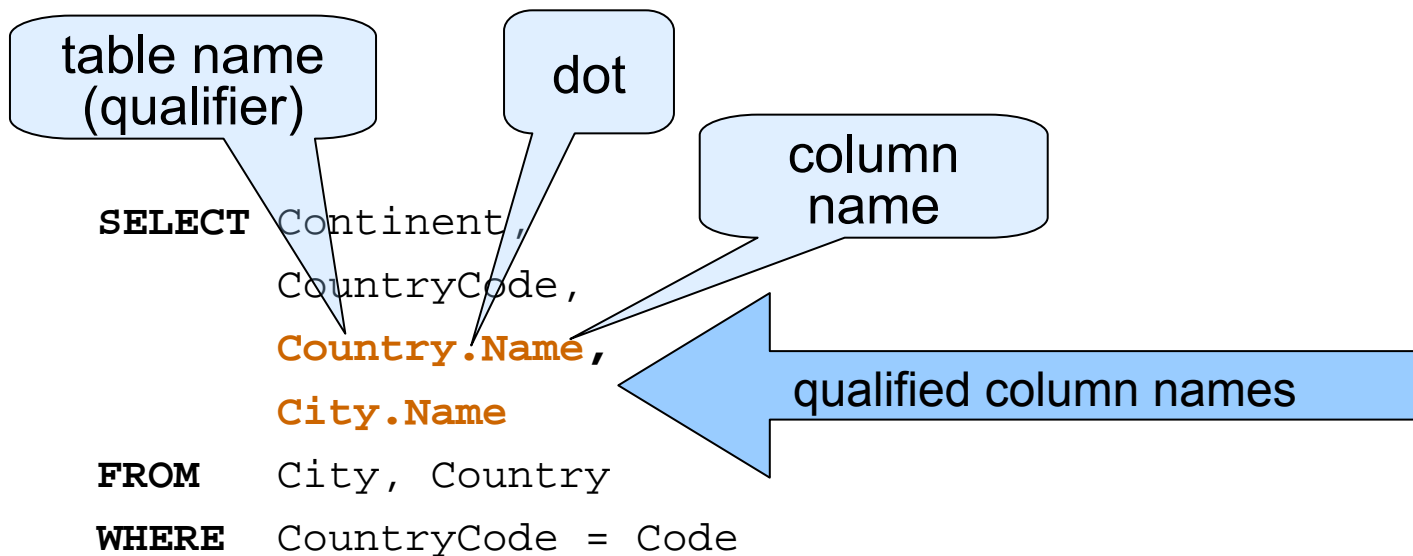 table name
(qualifier)
dot
column
name
SELECT Continent,
CountryCode,
Country.Name,
City.Name
qualified column names
FROM City, Country
WHERE CountryCode = Code